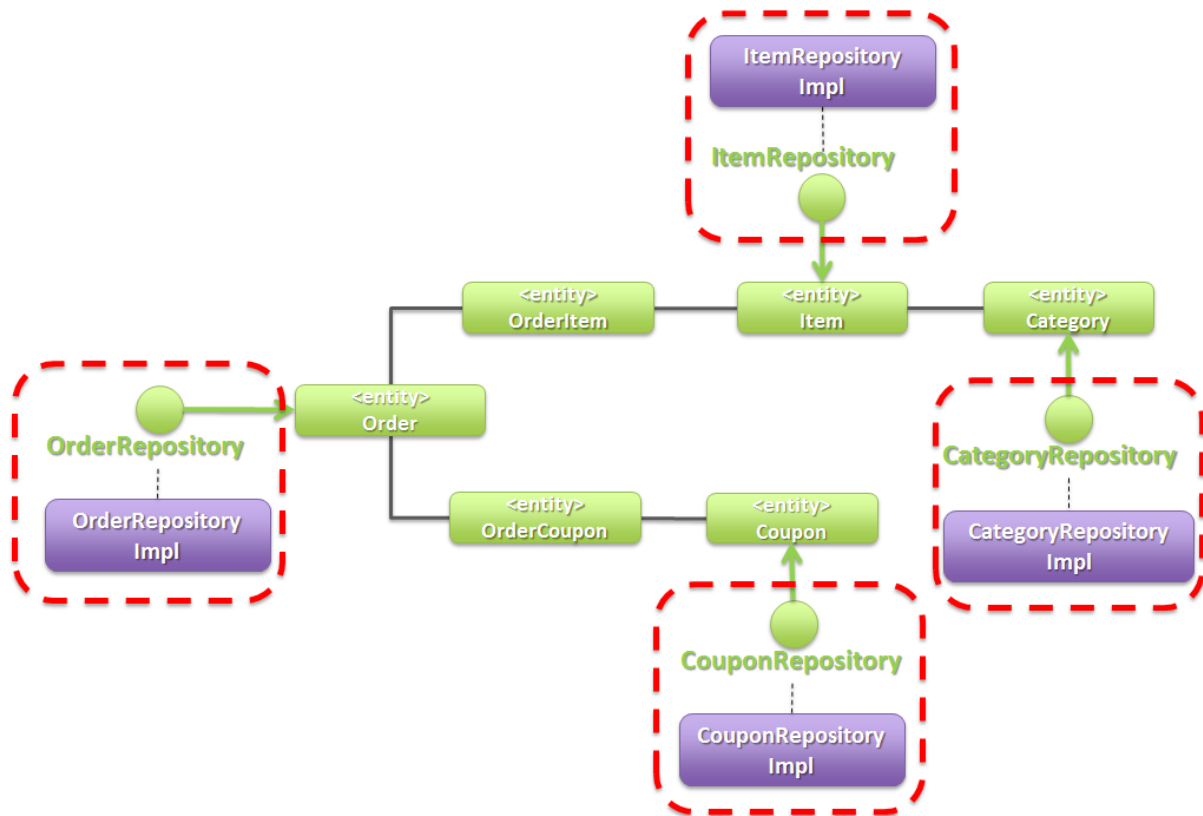 ItemRepository
Impl
ItemRepository
<entity>
OrderItem
<entity>
Item
<entity>
Category
<entity>
Order
OrderRepository
OrderRepository
Impl
CategoryRepository
CategoryRepository
Impl
<entity>
OrderCoupon
<entity>
Coupon
CouponRepository
CouponRepository
Impl